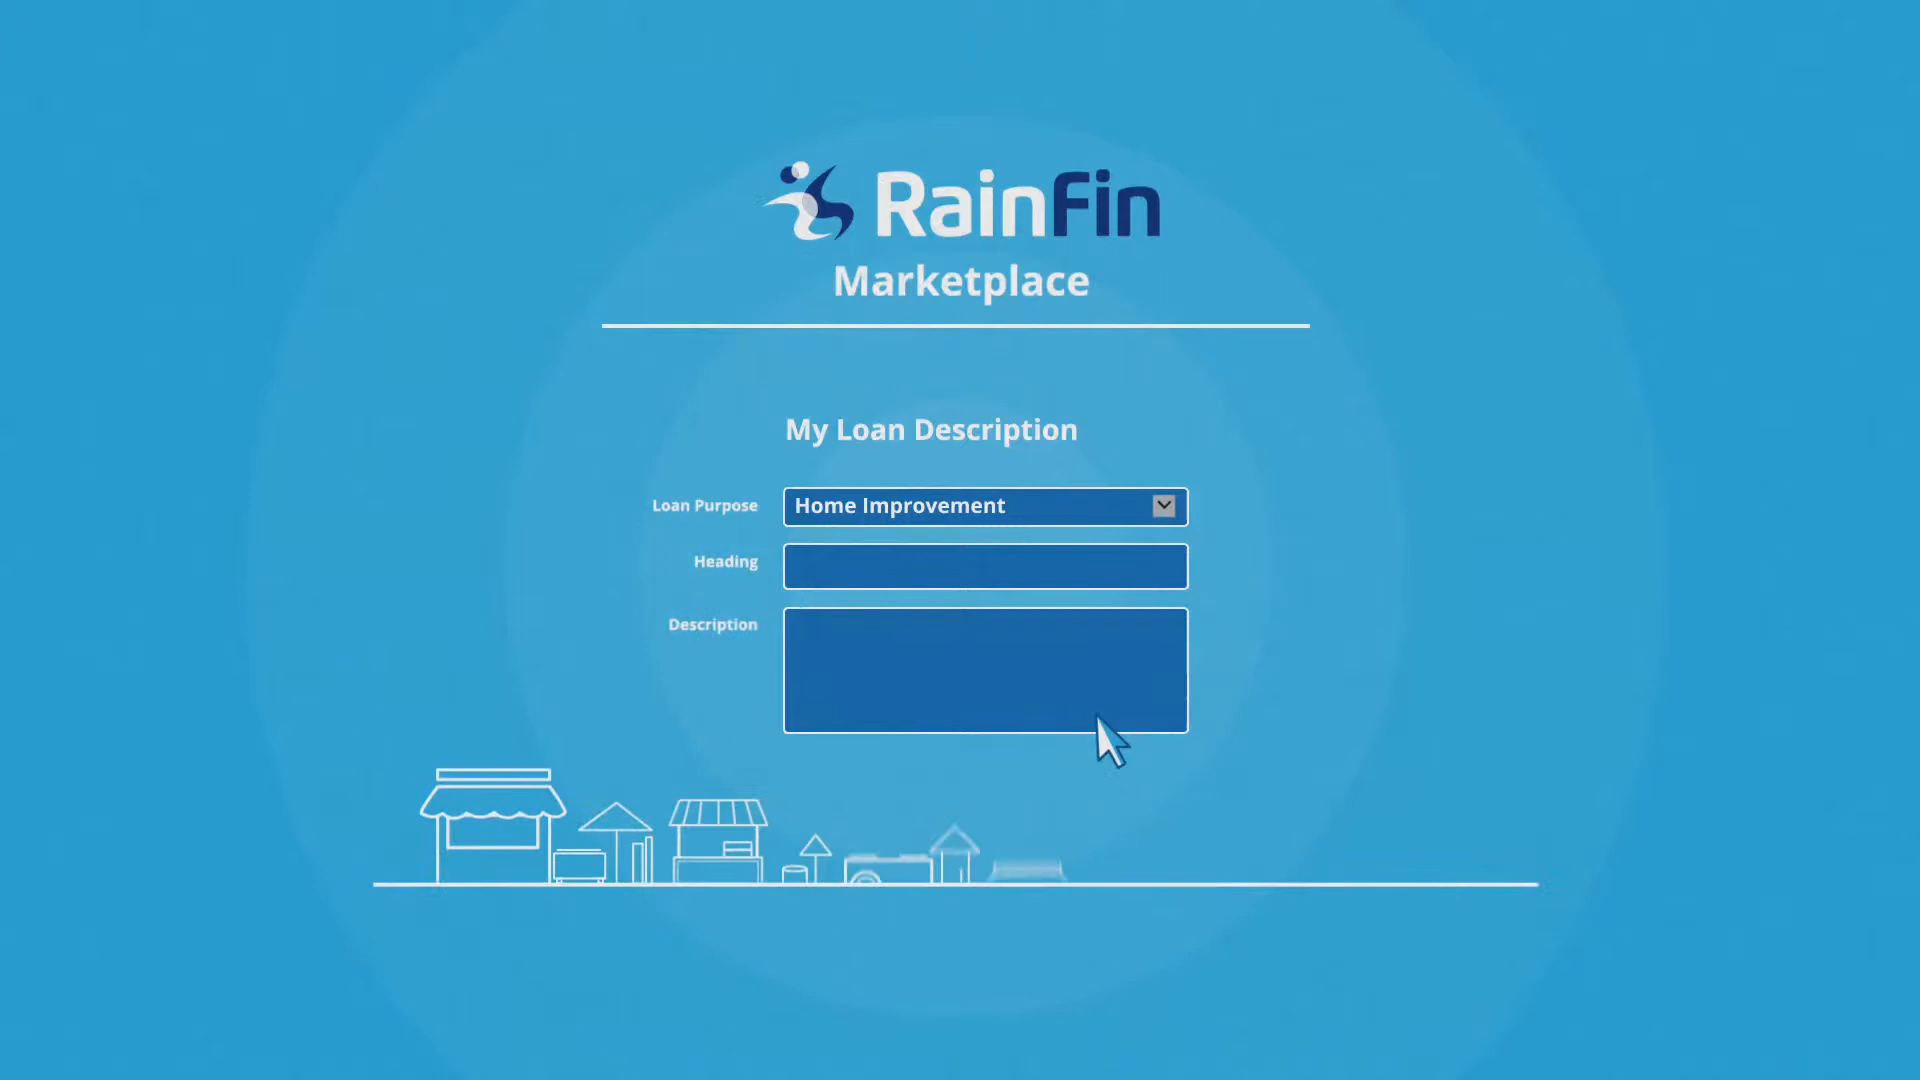 RainFin
Marketplace
My Loan Description
Loan Purpose Home Improvement
Heading
Description